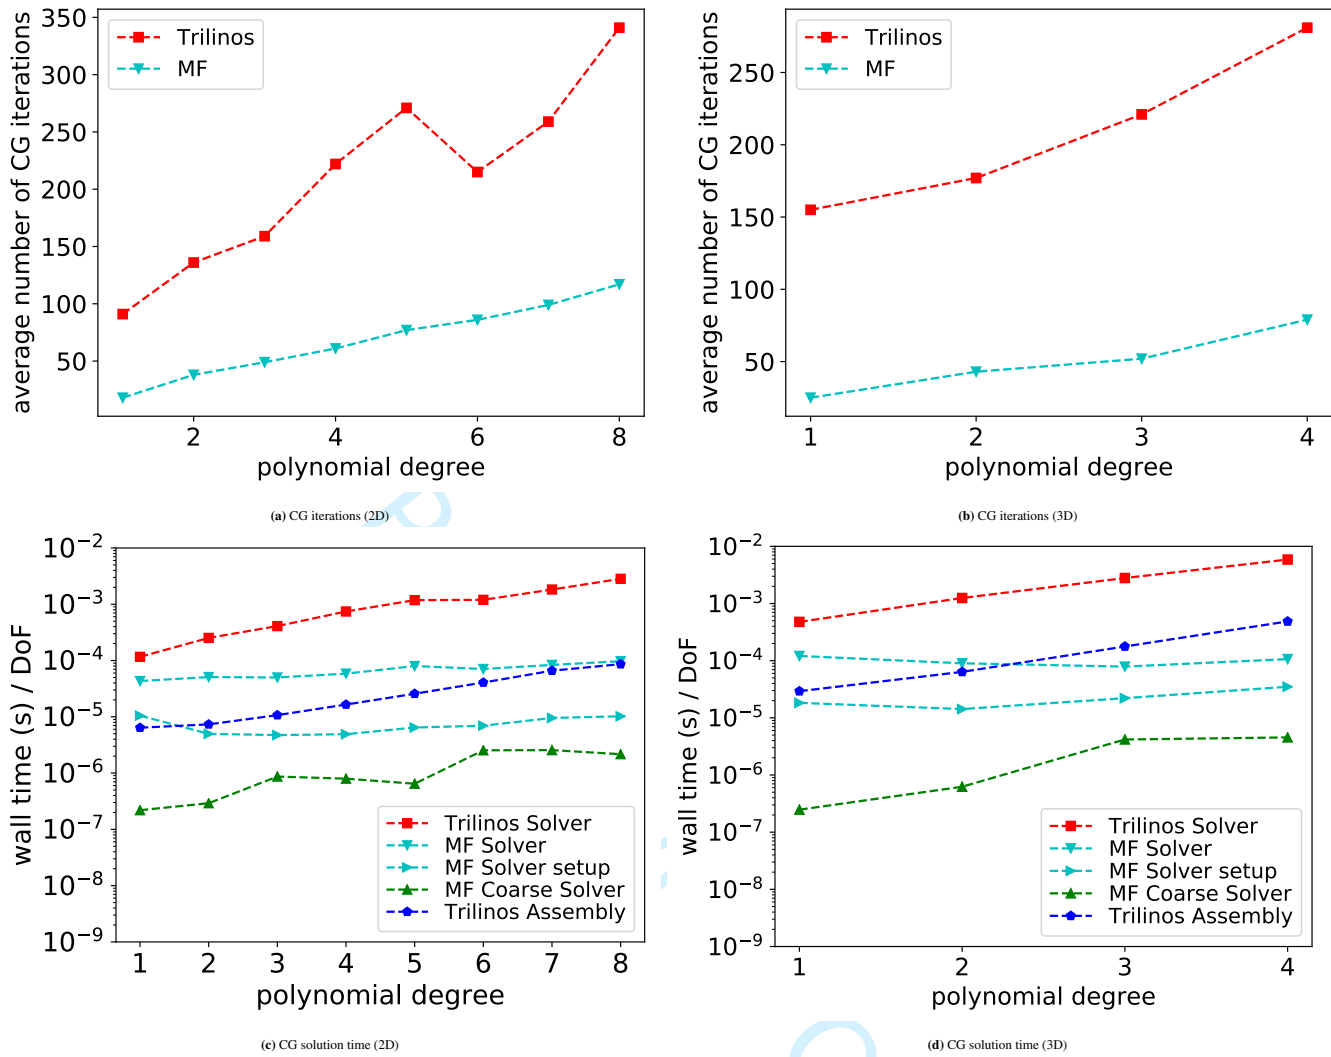 350
300
250
200
150
100
50
average number of CG iterations
Trilinos
MF
2 4 6 8
polynomial degree
(a) CG iterations (2D)
250
200
150
100
50
average number of CG iterations
Trilinos
MF
1 2 3 4
polynomial degree
(b) CG iterations (3D)
10−2
10−3
10−4
10−5
10−6
10−7
10−8
10−9
wall time (s) / DoF
Trilinos Solver
MF Solver
MF Solver setup
MF Coarse Solver
Trilinos Assembly
1 2 3 4 5 6 7 8
polynomial degree
(c) CG solution time (2D)
10−2
10−3
10−4
10−5
10−6
10−7
10−8
10−9
wall time (s) / DoF
Trilinos Solver
MF Solver
MF Solver setup
MF Coarse Solver
Trilinos Assembly
1 2 3 4
polynomial degree
(d) CG solution time (3D)